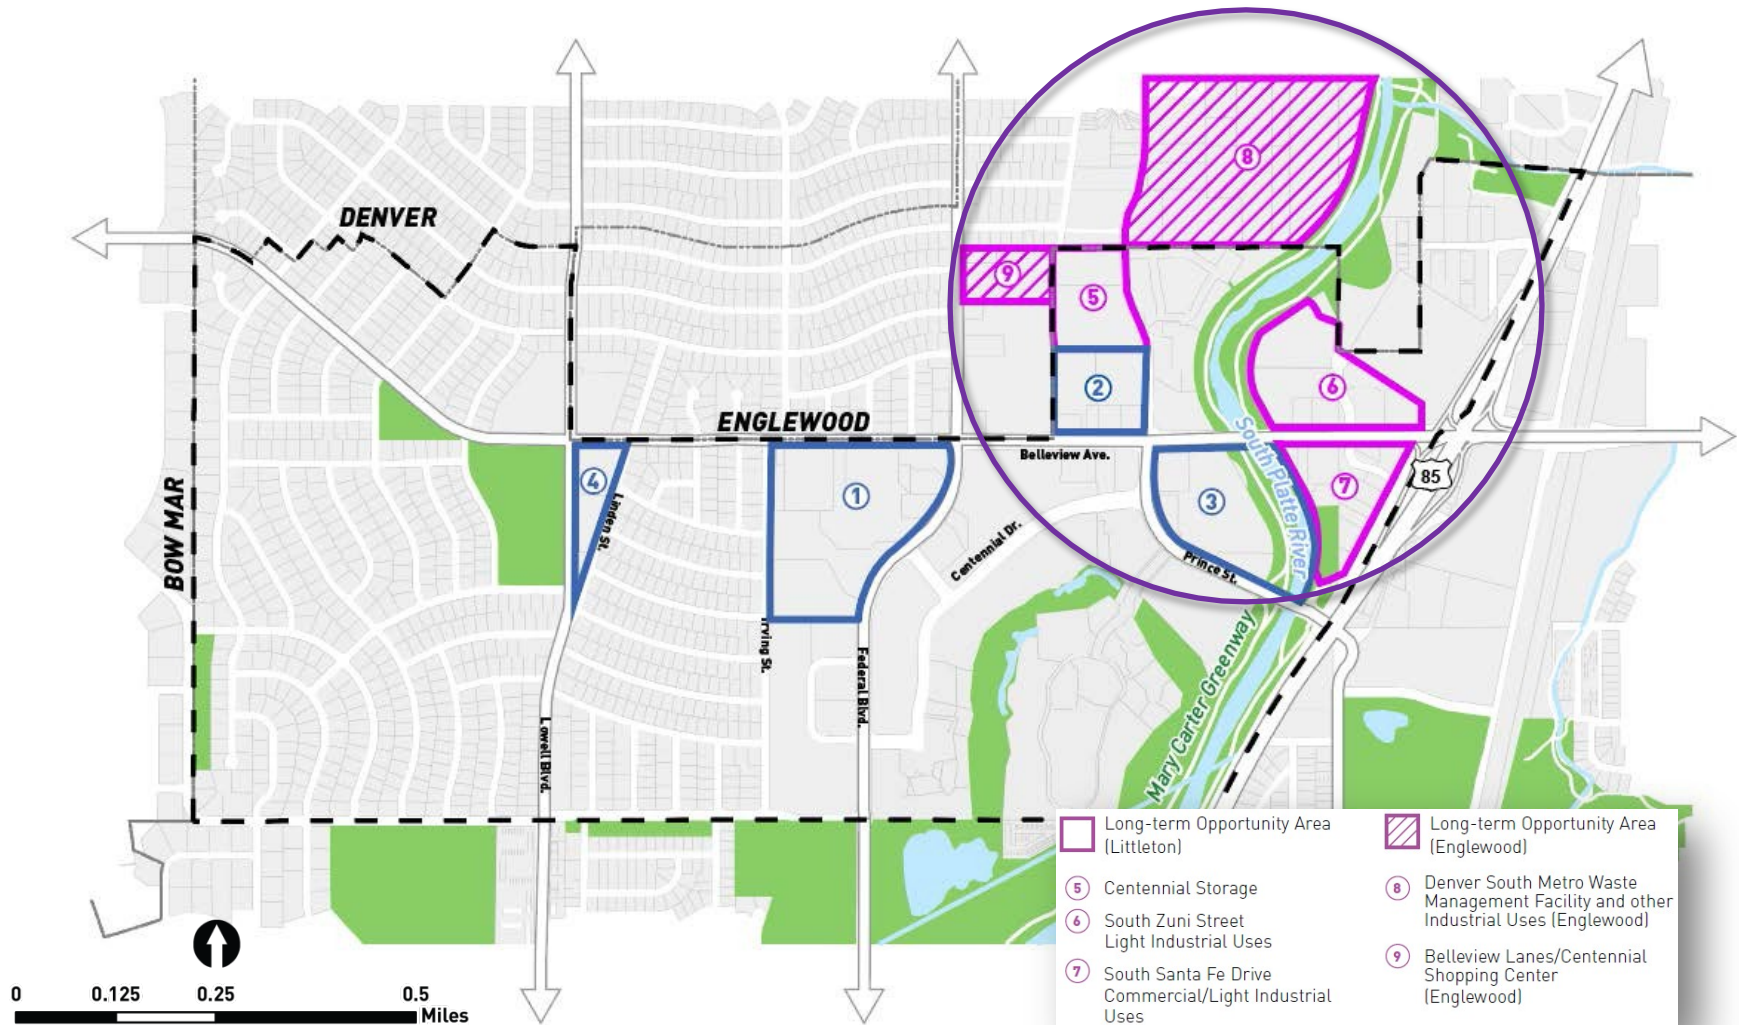 DENVER
8
9
5
2
6
ENGLEWOOD
Belleview Ave.
South Platte River
85
4
Linden St.
1
3
7
BOW MAR
Centennial Dr.
Prince St.
Irving St.
Federal Blvd.
Lowell Blvd.
Mary Carter Greenway
0 0.125 0.25 0.5
Miles
Long-term Opportunity Area
(Littleton)
5 Centennial Storage
6 South Zuni Street
Light Industrial Uses
7 South Santa Fe Drive
Commercial/Light Industrial
Uses
Long-term Opportunity Area
(Englewood)
8 Denver South Metro Waste
Management Facility and other
Industrial Uses (Englewood)
9 Belleview Lanes/Centennial
Shopping Center
(Englewood)